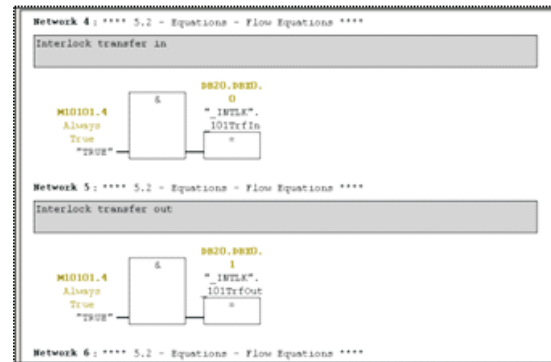 Network 4: **** 5.2 - Equations - Flow Equations ****
Interlock transfer in
DB20.DBX0.
0
"_INTLK".
_101TrfIn
&
=
M10101.4
Always
True
"TRUE"
Network 5: **** 5.2 - Equations - Flow Equations ****
Interlock transfer out
DB20.DBX0.
1
"_INTLK".
_101TrfOut
&
=
M10101.4
Always
True
"TRUE"
Network 6: **** 5.2 - Equations - Flow Equations ****